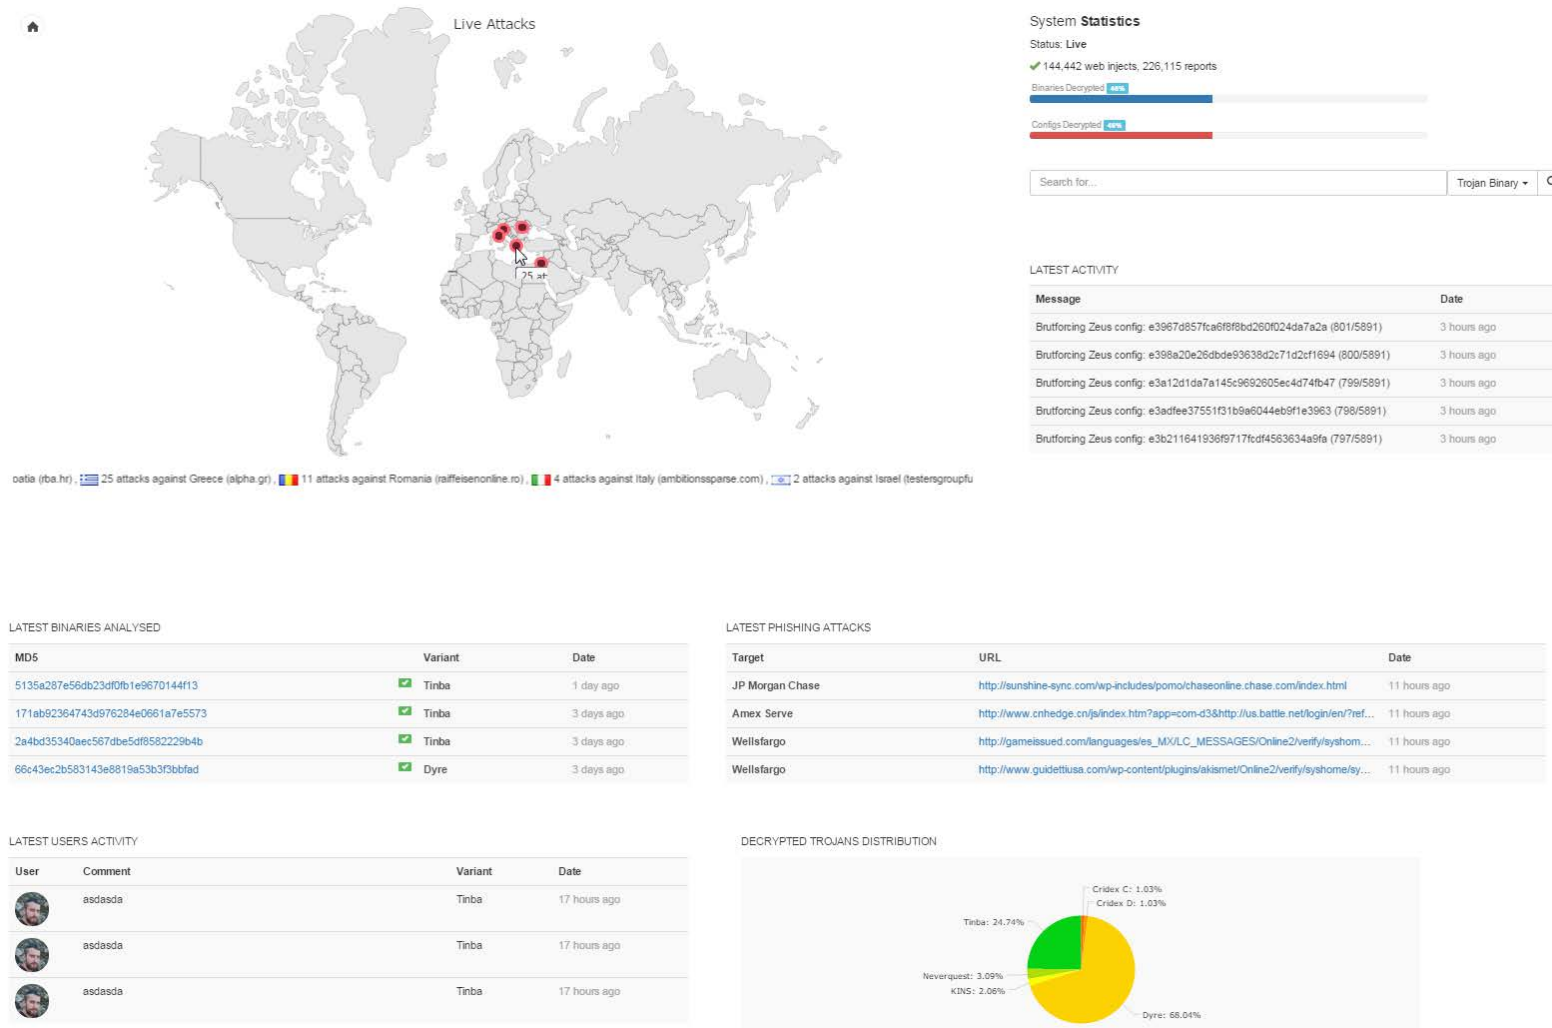 Live Attacks
25 at
oatia (rba.hr) , 25 attacks against Greece (alpha.gr) , 11 attacks against Romania (raiffeisenonline.ro) , 4 attacks against Italy (ambitionssparse.com) , 2 attacks against Israel (testersgroupfu
System Statistics
Status: Live
144,442 web injects, 226,115 reports
Binaries Decrypted 46%
Configs Decrypted 46%
Search for...
Trojan Binary
LATEST ACTIVITY
Message Date
Brutforcing Zeus config: e3967d857fca6f8f8bd260f024da7a2a (801/5891) 3 hours ago
Brutforcing Zeus config: e398a20e26dbde93638d2c71d2cf1694 (800/5891) 3 hours ago
Brutforcing Zeus config: e3a12d1da7a145c9692605ec4d74fb47 (799/5891) 3 hours ago
Brutforcing Zeus config: e3adfee37551f31b9a6044eb9f1e3963 (798/5891) 3 hours ago
Brutforcing Zeus config: e3b211641936f9717fcdf4563634a9fa (797/5891) 3 hours ago
LATEST BINARIES ANALYSED
MD5 Variant Date
5135a287e56db23df0fb1e9670144f13 Tinba 1 day ago
171ab92364743d976284e0661a7e5573 Tinba 3 days ago
2a4bd35340aec567dbe5df8582229b4b Tinba 3 days ago
66c43ec2b583143e8819a53b3f3bbfad Dyre 3 days ago
LATEST PHISHING ATTACKS
Target URL Date
JP Morgan Chase http://sunshine-sync.com/wp-includes/pomo/chaseonline.chase.com/index.html 11 hours ago
Amex Serve http://www.cnhedge.cn/js/index.htm?app=com-d3&http://us.battle.net/login/en/?ref... 11 hours ago
Wellsfargo http://gameissued.com/languages/es_MX/LC_MESSAGES/Online2/verify/syshom... 11 hours ago
Wellsfargo http://www.guidettiusa.com/wp-content/plugins/akismet/Online2/verify/syshome/sy... 11 hours ago
LATEST USERS ACTIVITY
User Comment Variant Date
asdasda Tinba 17 hours ago
asdasda Tinba 17 hours ago
asdasda Tinba 17 hours ago
DECRYPTED TROJANS DISTRIBUTION
Cridex C: 1.03%
Cridex D: 1.03%
Tinba: 24.74%
Neverquest: 3.09%
KINS: 2.06%
Dyre: 68.04%